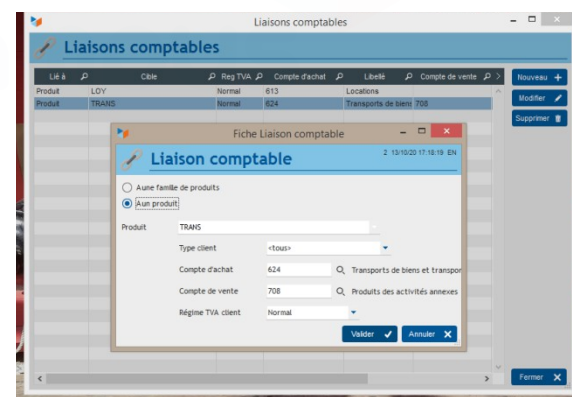 Liaisons comptables
Liaisons comptables
Lié à Cible Reg TVA Compte d'achat Libellé Compte de vente
Nouveau
Produit LOY Normal 613 Locations
Produit TRANS Normal 624 Transports de biens 708
Modifier
Supprimer
Fiche Liaison comptable
Liaison comptable
2 13/10/20 17:18:19 EN
Aune famille de produits
Aun produit
Produit TRANS
Type client <tous>
Compte d'achat 624 Transports de biens et transpor
Compte de vente 708 Produits des activités annexes
Régime TVA client Normal
Valider Annuler
Fermer